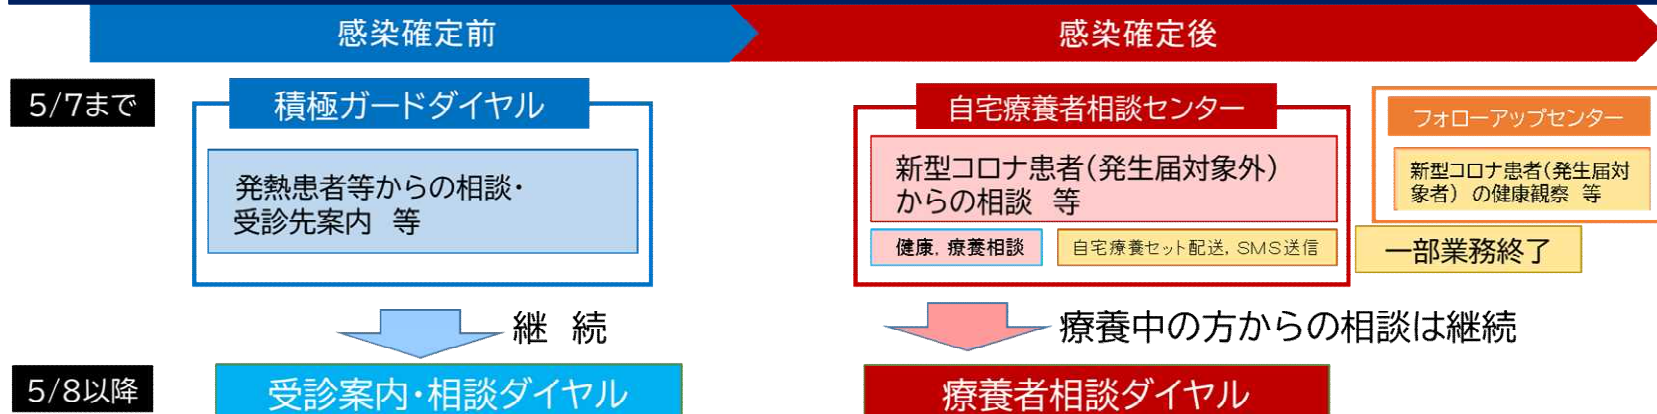 感染確定前
感染確定後
5/7まで
積極ガードダイヤル
発熱患者等からの相談・
受診先案内　等
自宅療養者相談センター
新型コロナ患者(発生届対象外)
からの相談　等
健康, 療養相談
自宅療養セット配送, SMS送信
フォローアップセンター
新型コロナ患者(発生届対
象者）の健康観察 等
一部業務終了
継 続
療養中の方からの相談は継続
5/8以降
受診案内・相談ダイヤル
療養者相談ダイヤル